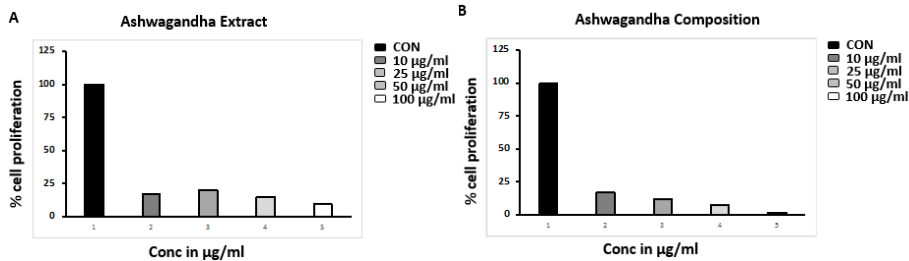 A
Ashwagandha Extract
% cell proliferation
125
100
75
50
25
0
1
2
3
4
5
Conc in µg/ml
CON
10 µg/ml
25 µg/ml
50 µg/ml
100 µg/ml
B
Ashwagandha Composition
% cell proliferation
125
100
75
50
25
0
1
2
3
4
5
Conc in µg/ml
CON
10 µg/ml
25 µg/ml
50 µg/ml
100 µg/ml